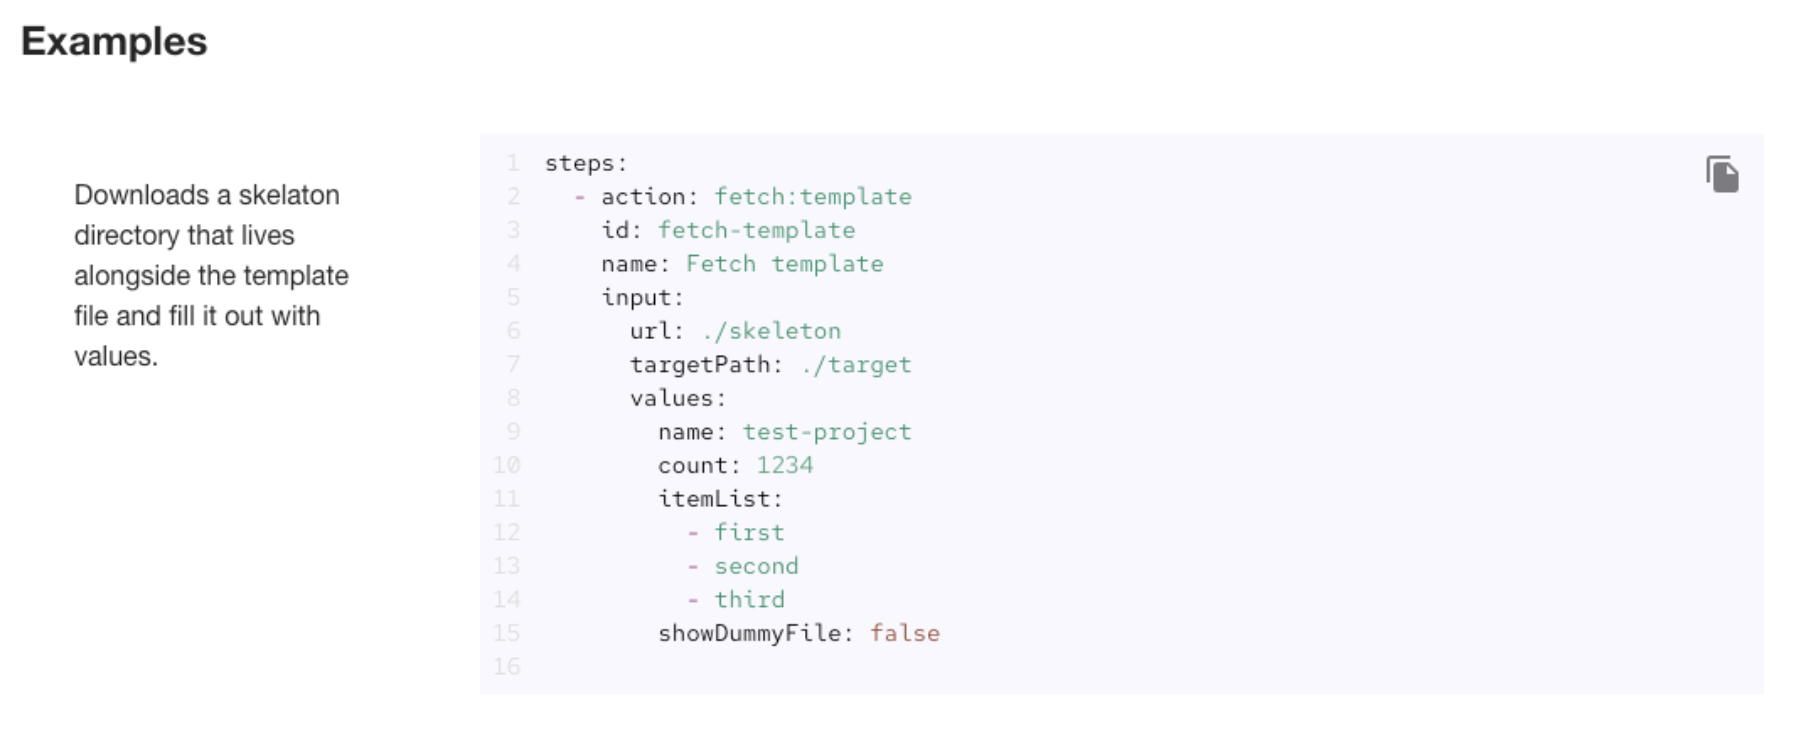 Examples
Downloads a skelaton
directory that lives
alongside the template
file and fill it out with
values.
1 steps:
2   - action: fetch:template
3     id: fetch-template
4     name: Fetch template
5     input:
6       url: ./skeleton
7       targetPath: ./target
8       values:
9         name: test-project
10         count: 1234
11         itemList:
12           - first
13           - second
14           - third
15         showDummyFile: false
16